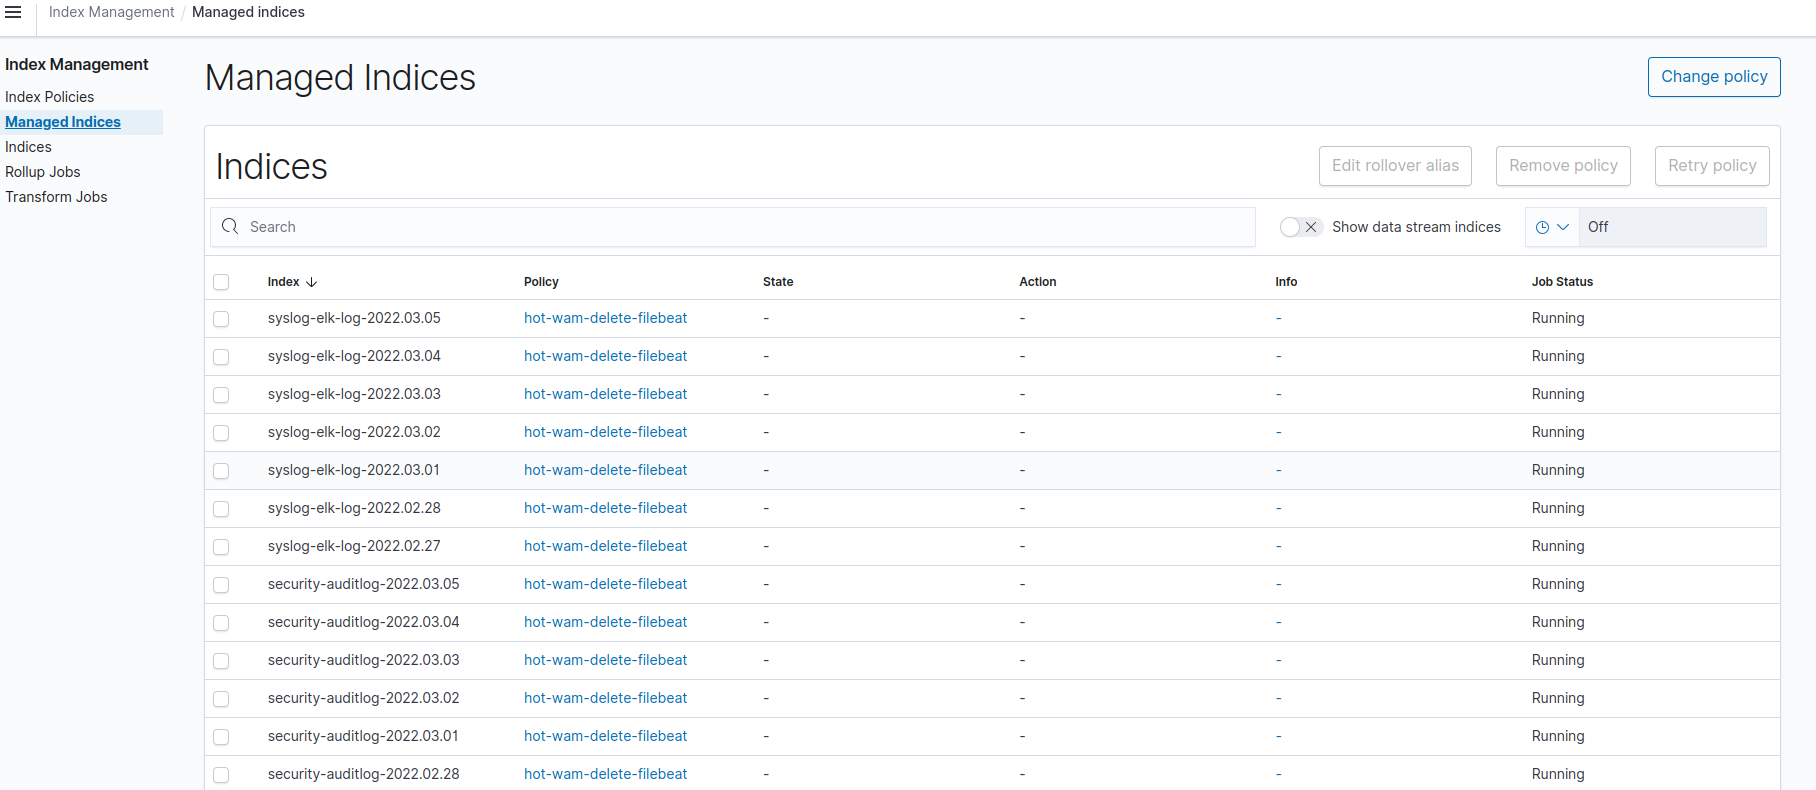 Index Management / Managed indices
Index Management
Index Policies
Managed Indices
Indices
Rollup Jobs
Transform Jobs
Managed Indices
Change policy
Indices
Edit rollover alias Remove policy Retry policy
Search Show data stream indices Off
Index Policy State Action Info Job Status
syslog-elk-log-2022.03.05 hot-wam-delete-filebeat - - - Running
syslog-elk-log-2022.03.04 hot-wam-delete-filebeat - - - Running
syslog-elk-log-2022.03.03 hot-wam-delete-filebeat - - - Running
syslog-elk-log-2022.03.02 hot-wam-delete-filebeat - - - Running
syslog-elk-log-2022.03.01 hot-wam-delete-filebeat - - - Running
syslog-elk-log-2022.02.28 hot-wam-delete-filebeat - - - Running
syslog-elk-log-2022.02.27 hot-wam-delete-filebeat - - - Running
security-auditlog-2022.03.05 hot-wam-delete-filebeat - - - Running
security-auditlog-2022.03.04 hot-wam-delete-filebeat - - - Running
security-auditlog-2022.03.03 hot-wam-delete-filebeat - - - Running
security-auditlog-2022.03.02 hot-wam-delete-filebeat - - - Running
security-auditlog-2022.03.01 hot-wam-delete-filebeat - - - Running
security-auditlog-2022.02.28 hot-wam-delete-filebeat - - - Running